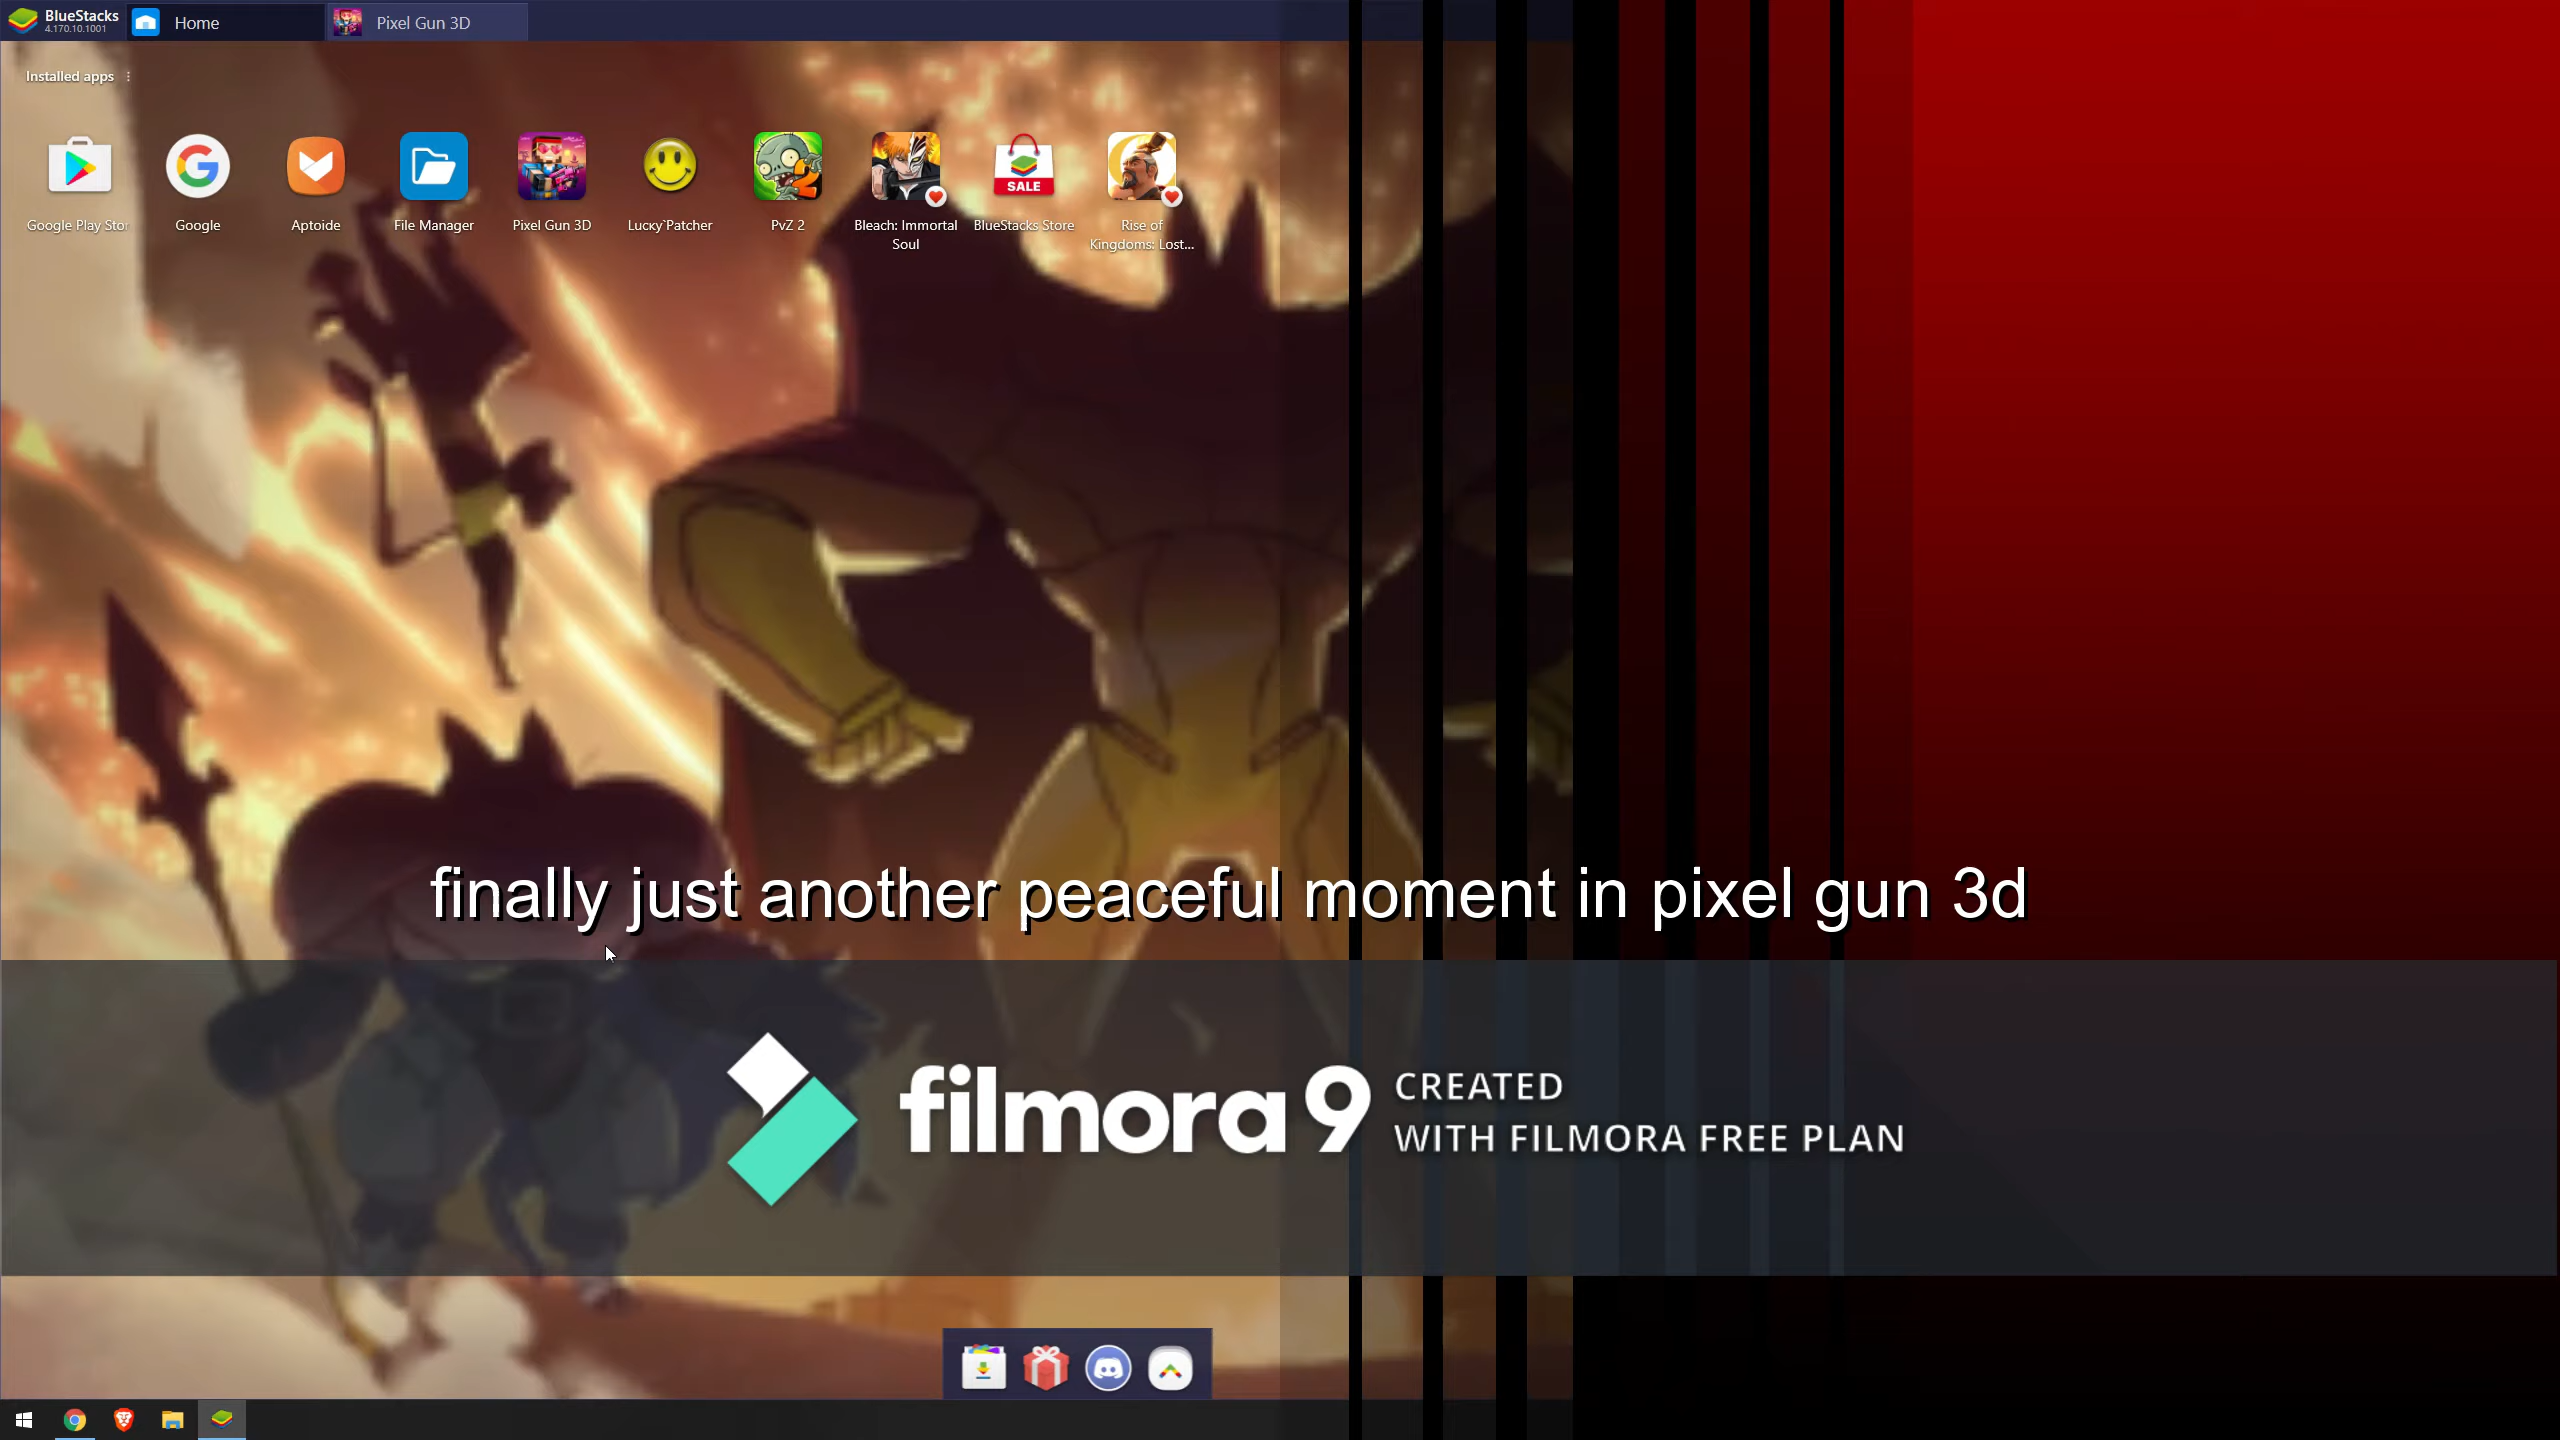 BlueStacks
4.170.10.1001
Home
Pixel Gun 3D
Installed apps
Google Play Stor
Google
Aptoide
File Manager
Pixel Gun 3D
Lucky`Patcher
PvZ 2
Bleach: Immortal
Soul
SALE
BlueStacks Store
Rise of
Kingdoms: Lost...
finally just another peaceful moment in pixel gun 3d
filmora9
CREATED
WITH FILMORA FREE PLAN